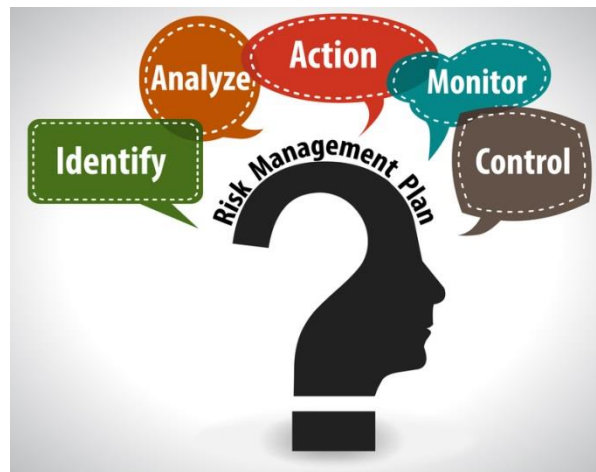 Identify
Analyze
Action
Monitor
Control
Risk Management Plan